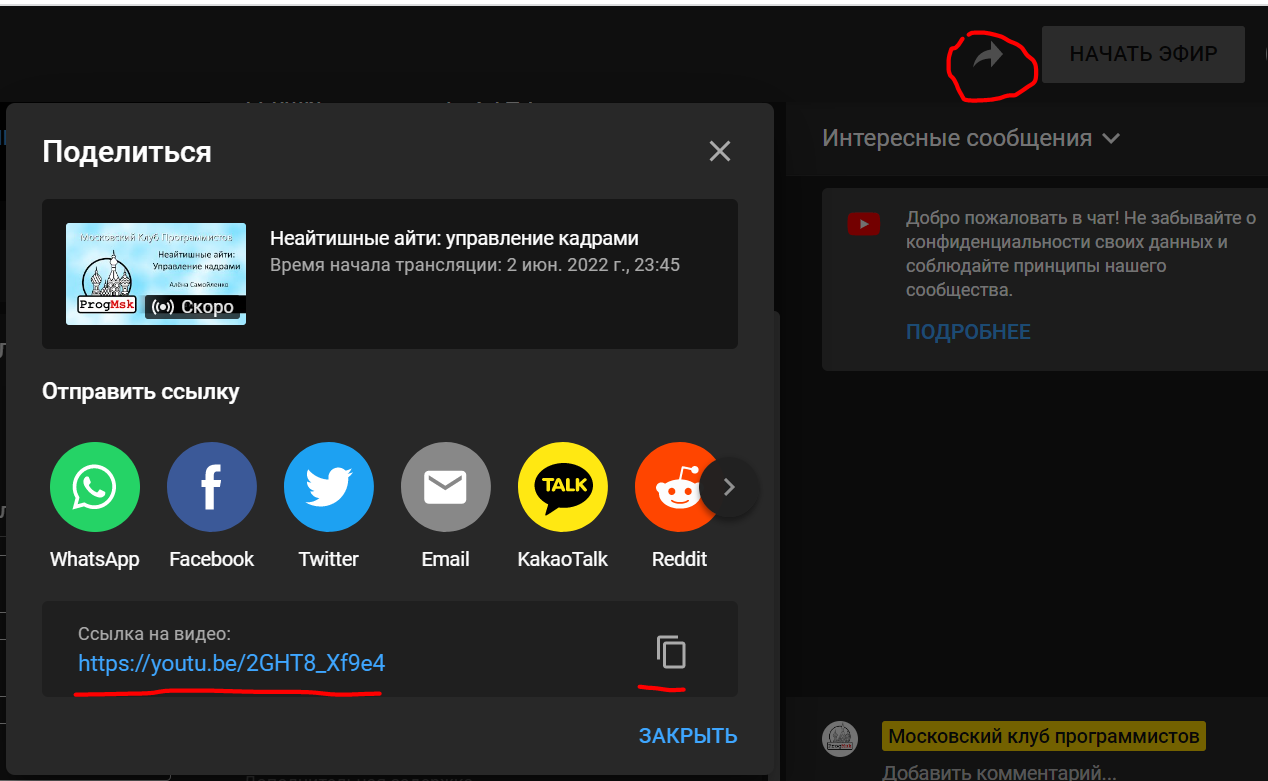 НАЧАТЬ ЭФИР
Поделиться
Московский Клуб Программистов
Неайтишные айти:
Управление кадрами
Алёна Самойленко
ProgMsk
Скоро
Неайтишные айти: управление кадрами
Время начала трансляции: 2 июн. 2022 г., 23:45
Отправить ссылку
TALK
WhatsApp
Facebook
Twitter
Email
KakaoTalk
Reddit
Ссылка на видео:
https://youtu.be/2GHT8_Xf9e4
ЗАКРЫТЬ
Интересные сообщения
Добро пожаловать в чат! Не забывайте о
конфиденциальности своих данных и
соблюдайте принципы нашего
сообщества.
ПОДРОБНЕЕ
ProgMsk
Московский клуб программистов
Добавить комментарий...